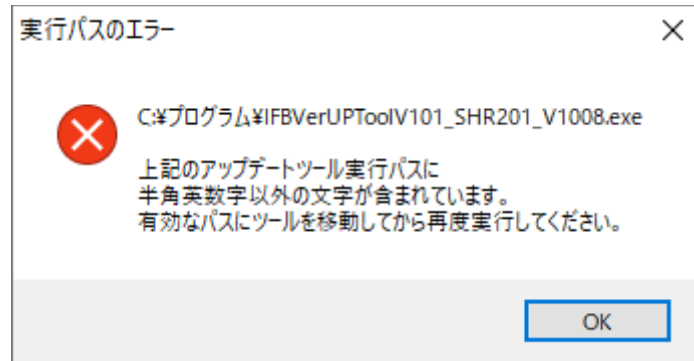 実行パスのエラー
C:¥プログラム¥IFBVerUPToolV101_SHR201_V1008.exe
上記のアップデートツール実行パスに
半角英数字以外の文字が含まれています。
有効なパスにツールを移動してから再度実行してください。
OK